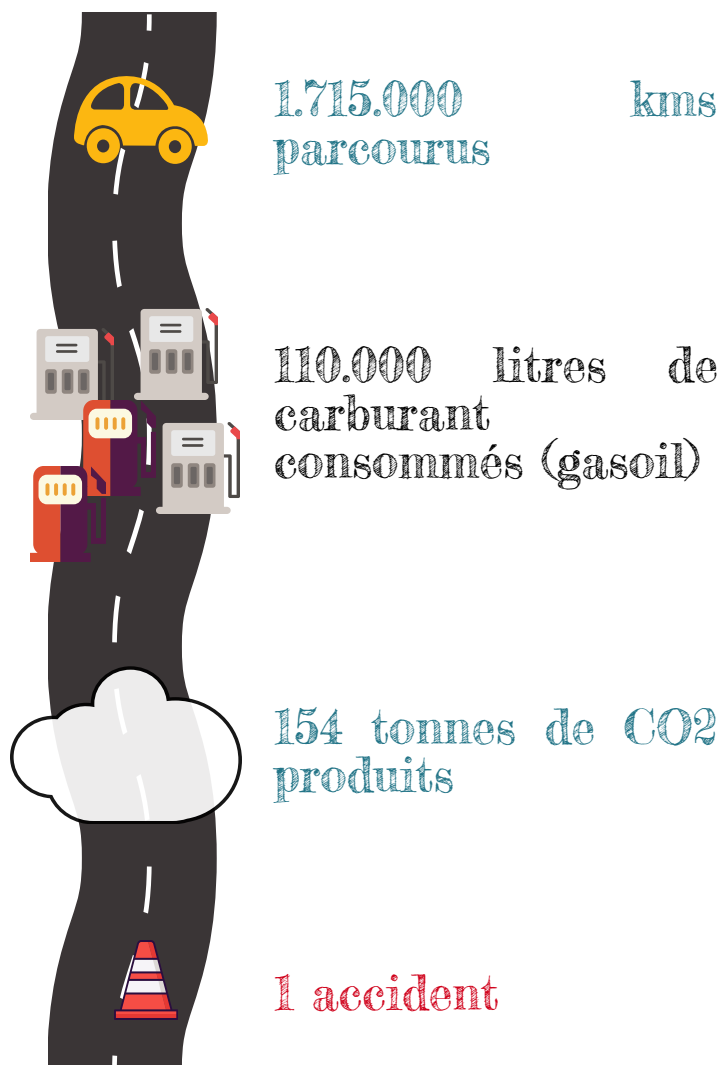 1.715.000 kms
parcourus
110.000 litres de
carburant
consommés (gasoil)
154 tonnes de CO2
produits
1 accident